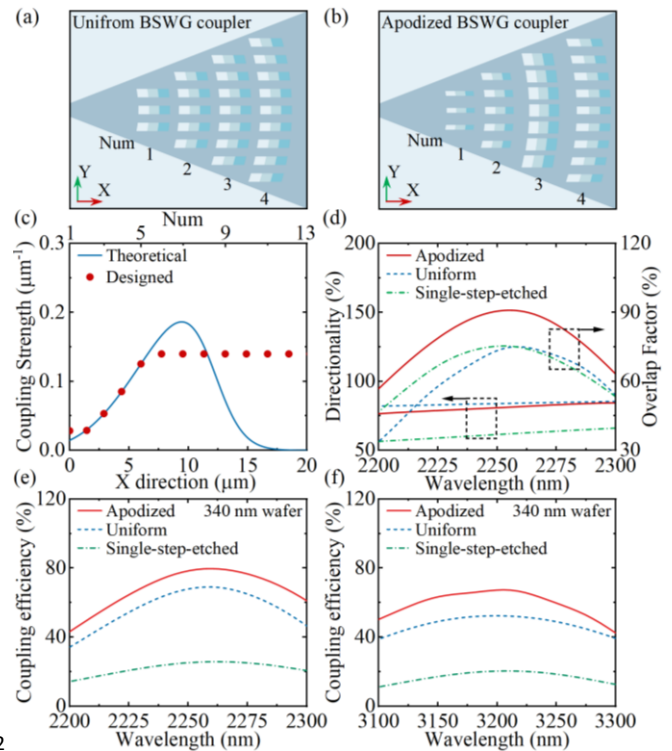 (a) Unifrom BSWG coupler
Num
1
2
3
4
Y
X
(b) Apodized BSWG coupler
Num
1
2
3
4
Y
X
(c)
Num
1 5 9 13
Theoretical
Designed
Coupling Strength (μm⁻¹)
0.3
0.2
0.1
0.0
0 5 10 15 20
X direction (μm)
(d)
Apodized
Uniform
Single-step-etched
Directionality (%)
200
150
100
50
Overlap Factor (%)
120
90
60
30
2200 2225 2250 2275 2300
Wavelength (nm)
(e)
Apodized 340 nm wafer
Uniform
Single-step-etched
Coupling efficiency (%)
120
80
40
0
2200 2220 2240 2260 2280 2300
Wavelength (nm)
(f)
Apodized 340 nm wafer
Uniform
Single-step-etched
Coupling efficiency (%)
120
80
40
0
3100 3150 3200 3250 3300
Wavelength (nm)
2